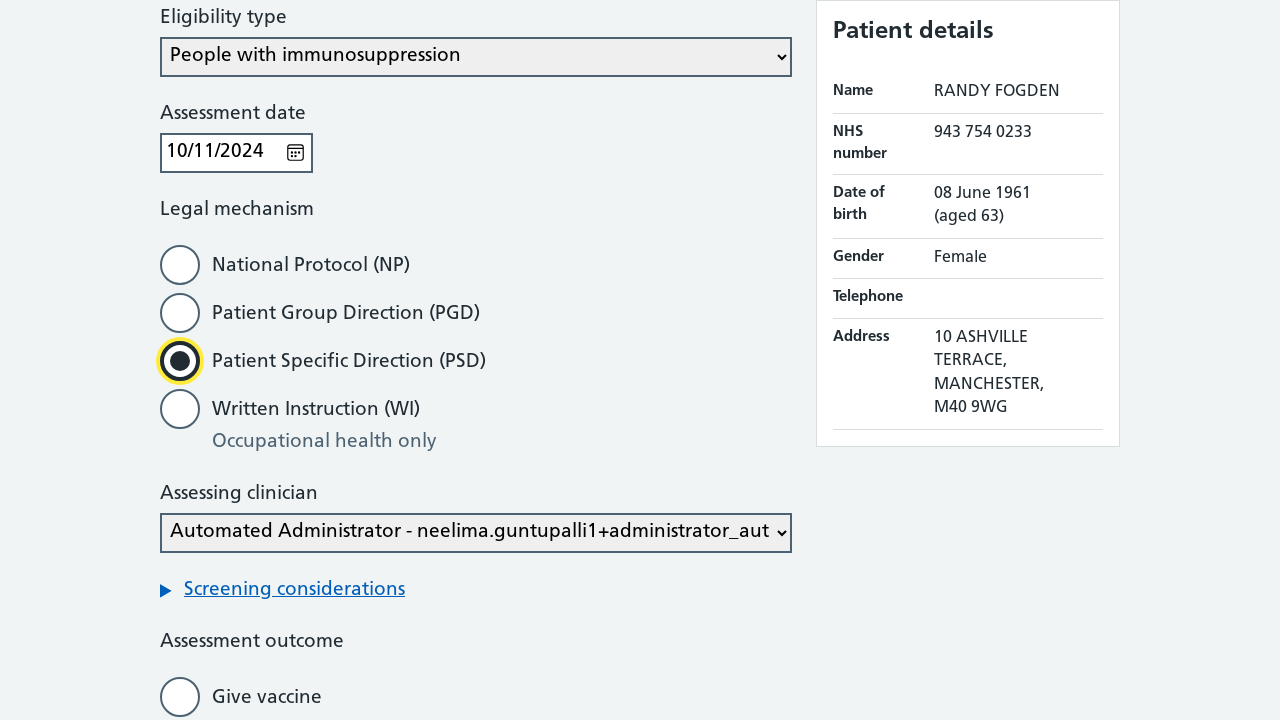 Eligibility type
People with immunosuppression
Assessment date
10/11/2024
Legal mechanism
National Protocol (NP)
Patient Group Direction (PGD)
Patient Specific Direction (PSD)
Written Instruction (WI)
Occupational health only
Assessing clinician
Automated Administrator - neelima.guntupalli1+administrator_aut
Screening considerations
Assessment outcome
Give vaccine
Patient details
Name RANDY FOGDEN
NHS number 943 754 0233
Date of birth 08 June 1961
(aged 63)
Gender Female
Telephone
Address 10 ASHVILLE
TERRACE,
MANCHESTER,
M40 9WG